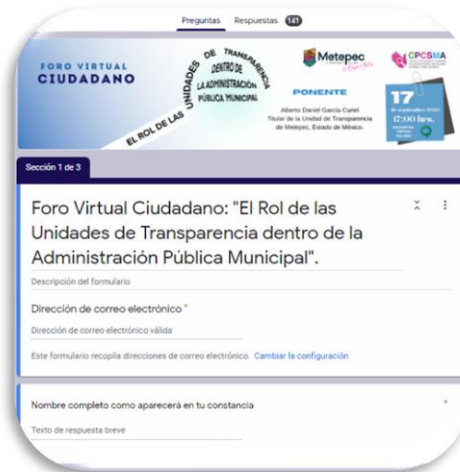 Preguntas Respuestas 141
FORO VIRTUAL
CIUDADANO
EL ROL DE LAS
UNIDADES DE TRANSPARENCIA
DENTRO DE
LA ADMINISTRACIÓN
PÚBLICA MUNICIPAL
Metepec
CPCSMA
PONENTE
Alberto Daniel García Curiel
Titular de la Unidad de Transparencia
de Metepec, Estado de México.
17
17:00 hrs.
Sección 1 de 3
Foro Virtual Ciudadano: "El Rol de las
Unidades de Transparencia dentro de la
Administración Pública Municipal".
Descripción del formulario
Dirección de correo electrónico *
Dirección de correo electrónico válida
Este formulario recopila direcciones de correo electrónico. Cambiar la configuración
Nombre completo como aparecerá en tu constancia *
Texto de respuesta breve